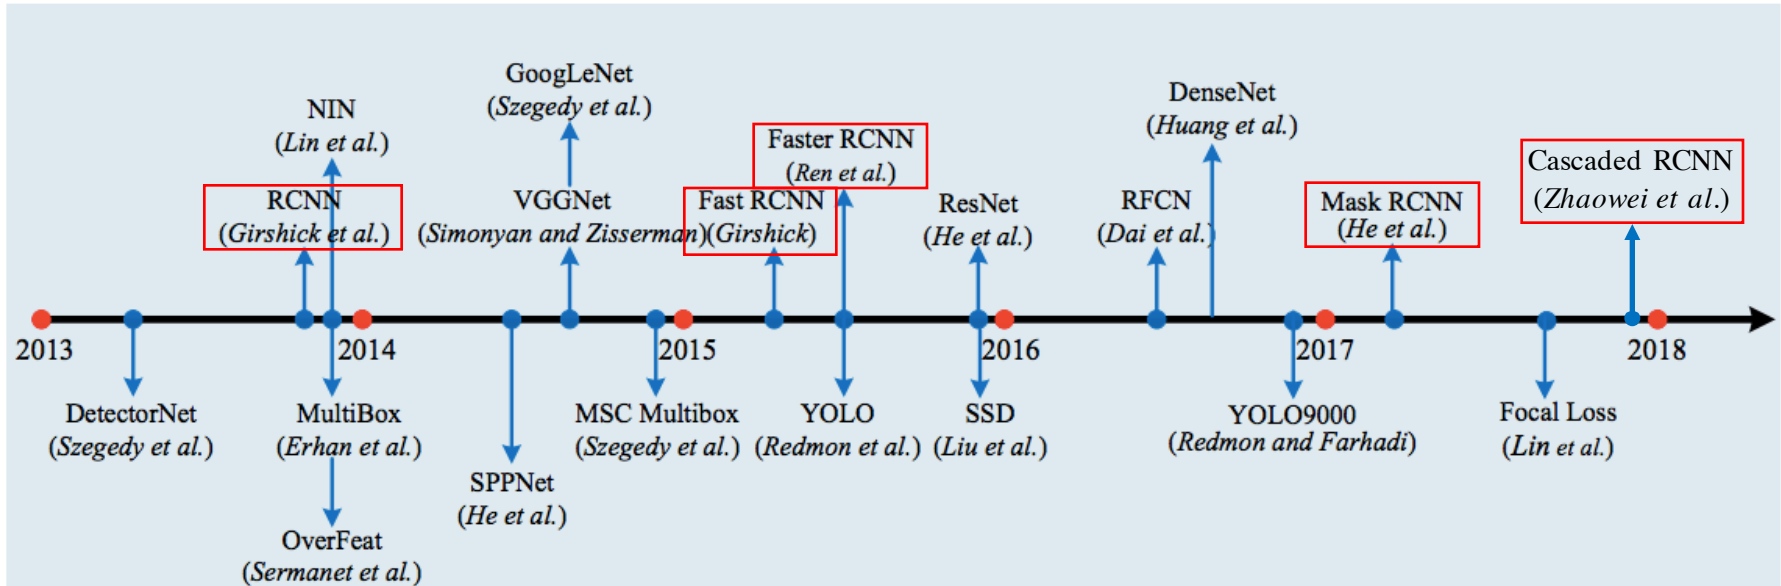 GoogLeNet
(Szegedy et al.)
NIN
(Lin et al.)
DenseNet
(Huang et al.)
Faster RCNN
(Ren et al.)
Cascaded RCNN
(Zhaowei et al.)
RCNN
(Girshick et al.)
VGGNet
(Simonyan and Zisserman)
Fast RCNN
(Girshick)
ResNet
(He et al.)
RFCN
(Dai et al.)
Mask RCNN
(He et al.)
2013
2014
2015
2016
2017
2018
DetectorNet
(Szegedy et al.)
MultiBox
(Erhan et al.)
MSC Multibox
(Szegedy et al.)
YOLO
(Redmon et al.)
SSD
(Liu et al.)
YOLO9000
(Redmon and Farhadi)
Focal Loss
(Lin et al.)
SPPNet
(He et al.)
OverFeat
(Sermanet et al.)